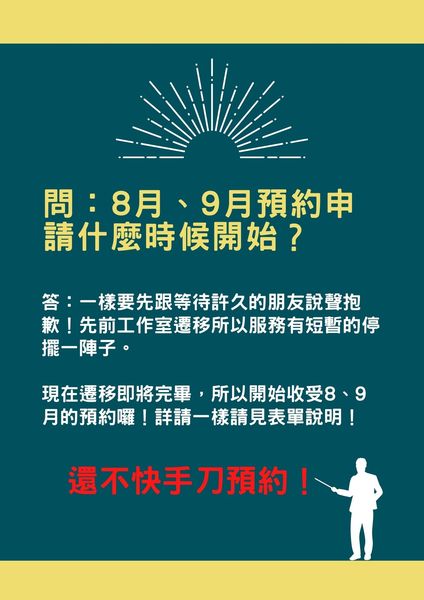 問：8月、9月預約申
請什麼時候開始？
答：一樣要先跟等待許久的朋友說聲抱
歉！先前工作室遷移所以服務有短暫的停
擺一陣子。
現在遷移即將完畢，所以開始收受8、9
月的預約囉！詳請一樣請見表單說明！
還不快手刀預約！